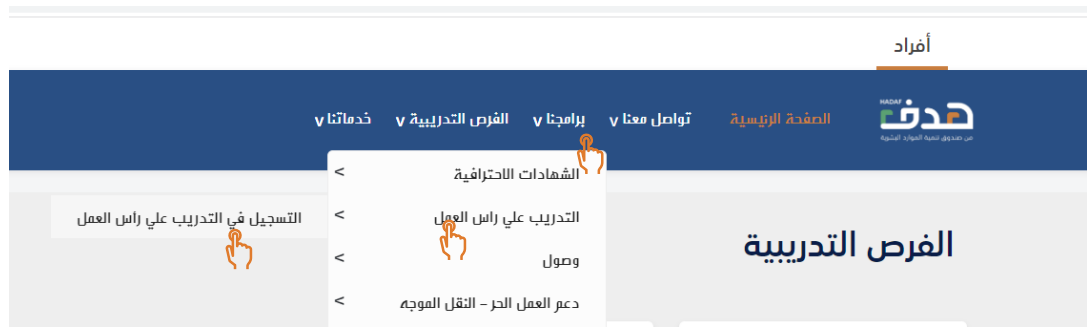 أفراد
HADAF
هدف
من صندوق تنمية الموارد البشرية
الصفحة الرئيسية
تواصل معنا v
برامجنا v
الفرص التدريبية v
خدماتنا v
الشهادات الاحترافية >
التدريب علي راس العمل >
التسجيل في التدريب علي راس العمل
وصول >
دعم العمل الحر – النقل الموجه >
الفرص التدريبية